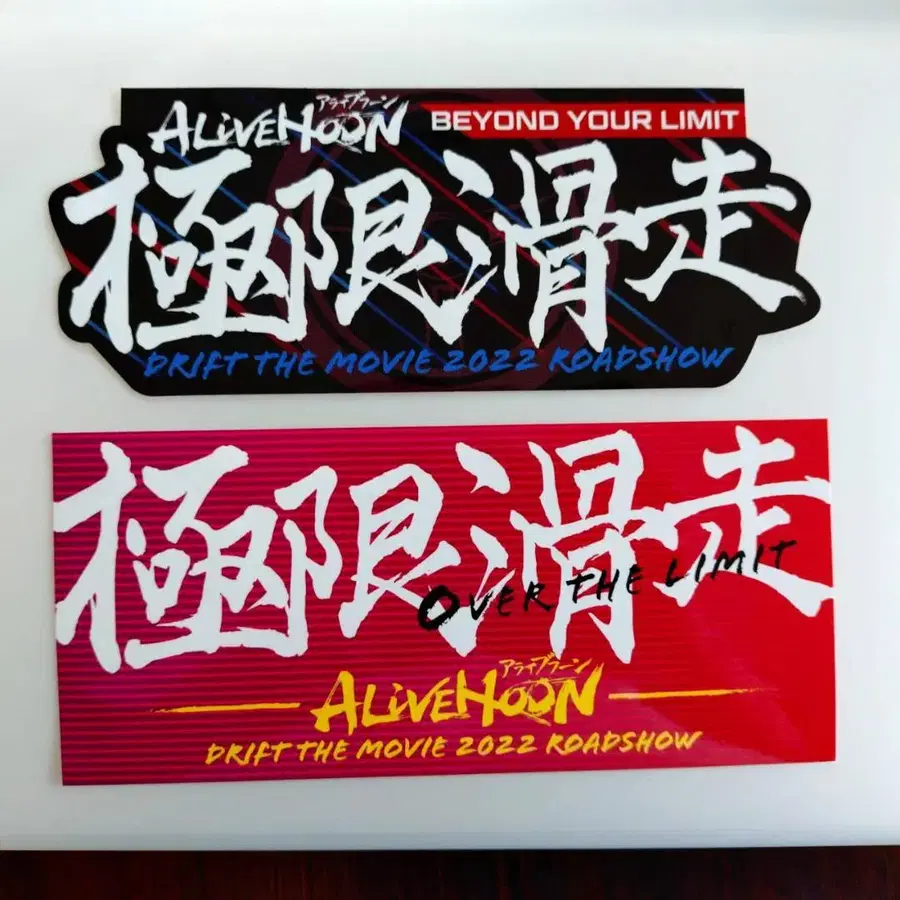 アライブフーン
ALiVEHOON BEYOND YOUR LIMIT
極限滑走
DRIFT THE MOVIE 2022 ROADSHOW
極限滑走
OVER THE LIMIT
アライブフーン
ALiVEHOON
DRIFT THE MOVIE 2022 ROADSHOW